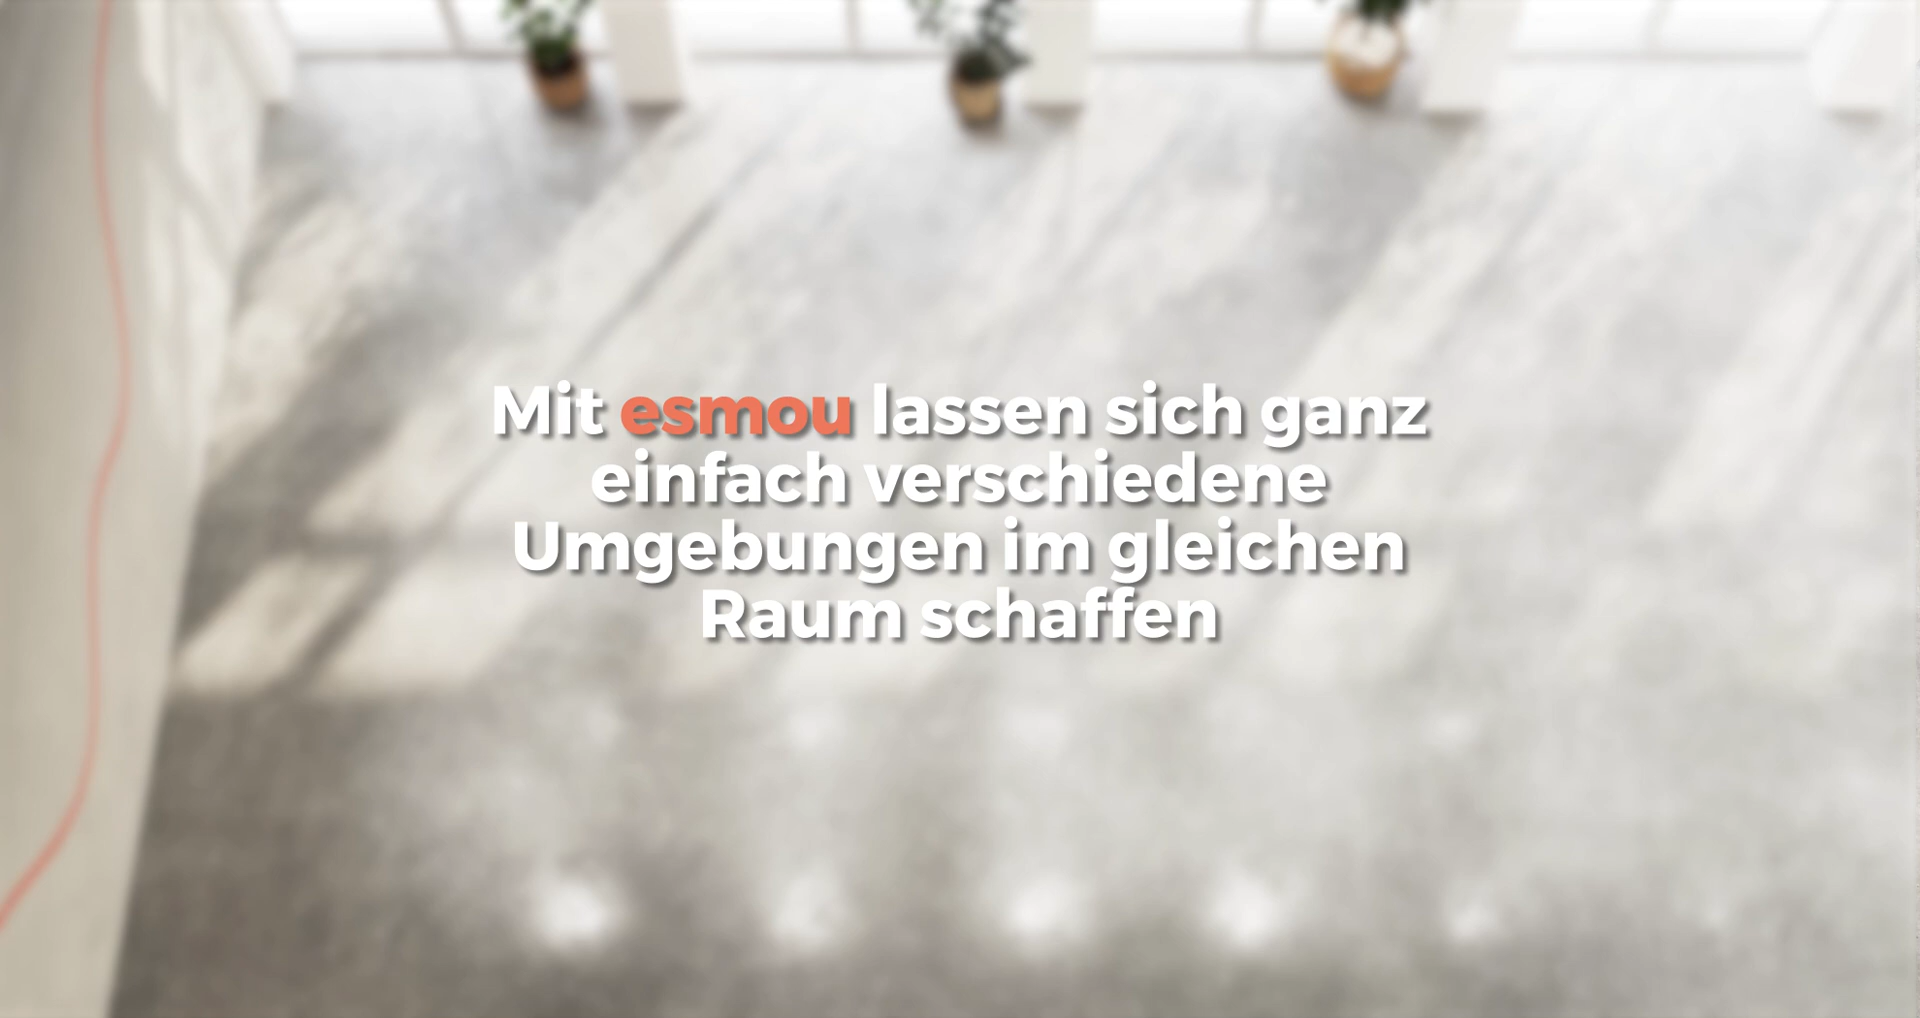 Mit esmou lassen sich ganz
einfach verschiedene
Umgebungen im gleichen
Raum schaffen